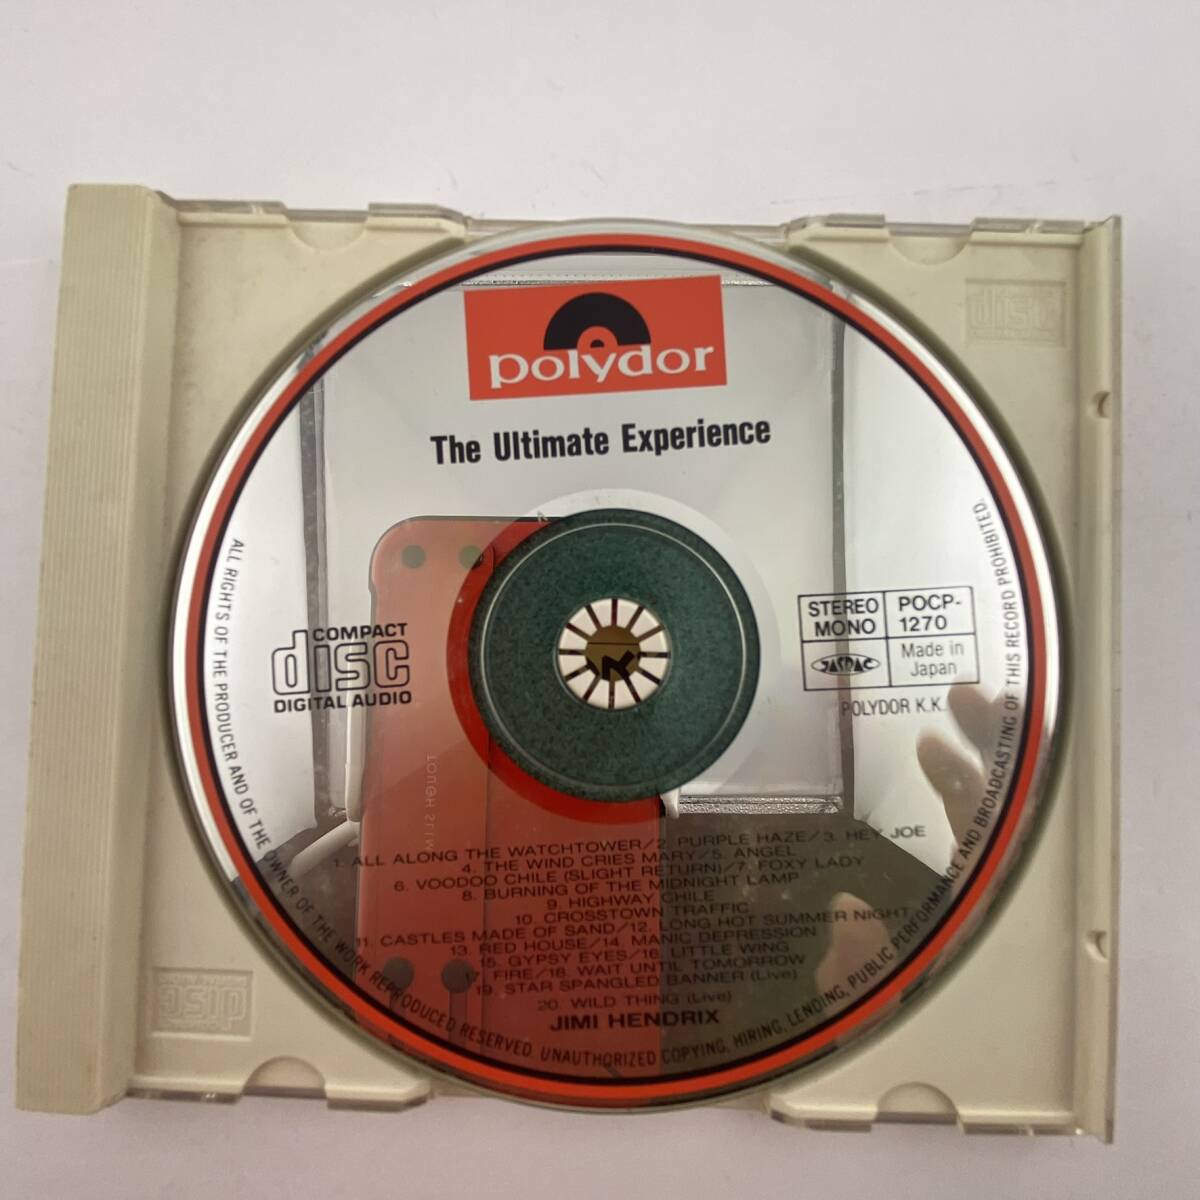 polydor
The Ultimate Experience
COMPACT
disc
DIGITAL AUDIO
STEREO
MONO
POCP-
1270
JASRAC
Made in
Japan
POLYDOR K.K.
1. ALL ALONG THE WATCHTOWER/2. PURPLE HAZE/3. HEY JOE
4. THE WIND CRIES MARY/5. ANGEL
6. VOODOO CHILE (SLIGHT RETURN)/7. FOXY LADY
8. BURNING OF THE MIDNIGHT LAMP
9. HIGHWAY CHILE
10. CROSSTOWN TRAFFIC
11. CASTLES MADE OF SAND/12. LONG HOT SUMMER NIGHT
13. RED HOUSE/14. MANIC DEPRESSION
15. GYPSY EYES/16. LITTLE WING
17. FIRE/18. WAIT UNTIL TOMORROW
19. STAR SPANGLED BANNER (Live)
20. WILD THING (Live)
JIMI HENDRIX
ALL RIGHTS OF THE PRODUCER AND OF THE OWNER OF THE WORK REPRODUCED RESERVED. UNAUTHORIZED COPYING, HIRING, LENDING, PUBLIC PERFORMANCE AND BROADCASTING OF THIS RECORD PROHIBITED.
TOUGH SLIM
disc
disc